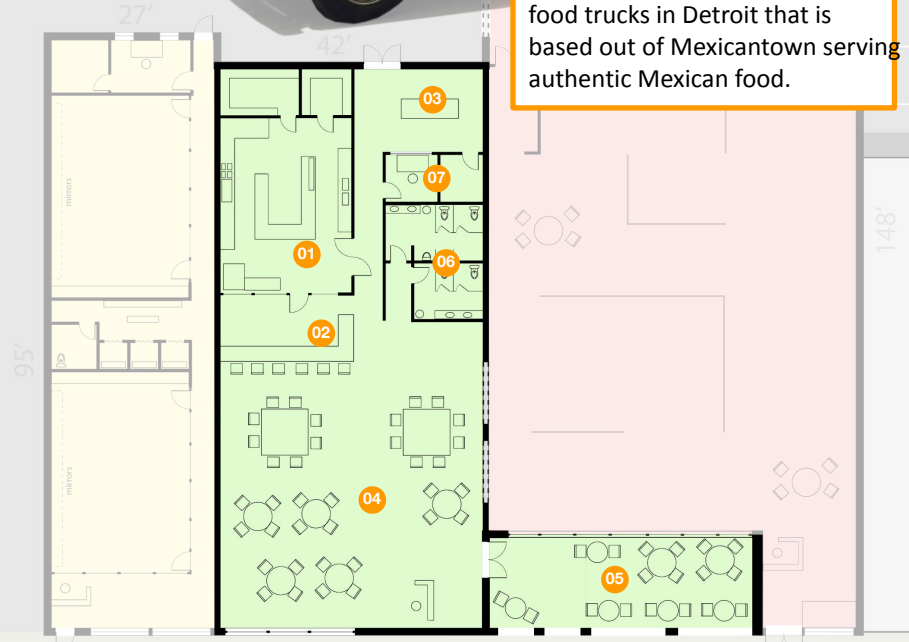 food trucks in Detroit that is
based out of Mexicantown serving
authentic Mexican food.
27’
42’
03
mirrors
07
148’
01
06
02
95’
mirrors
04
05